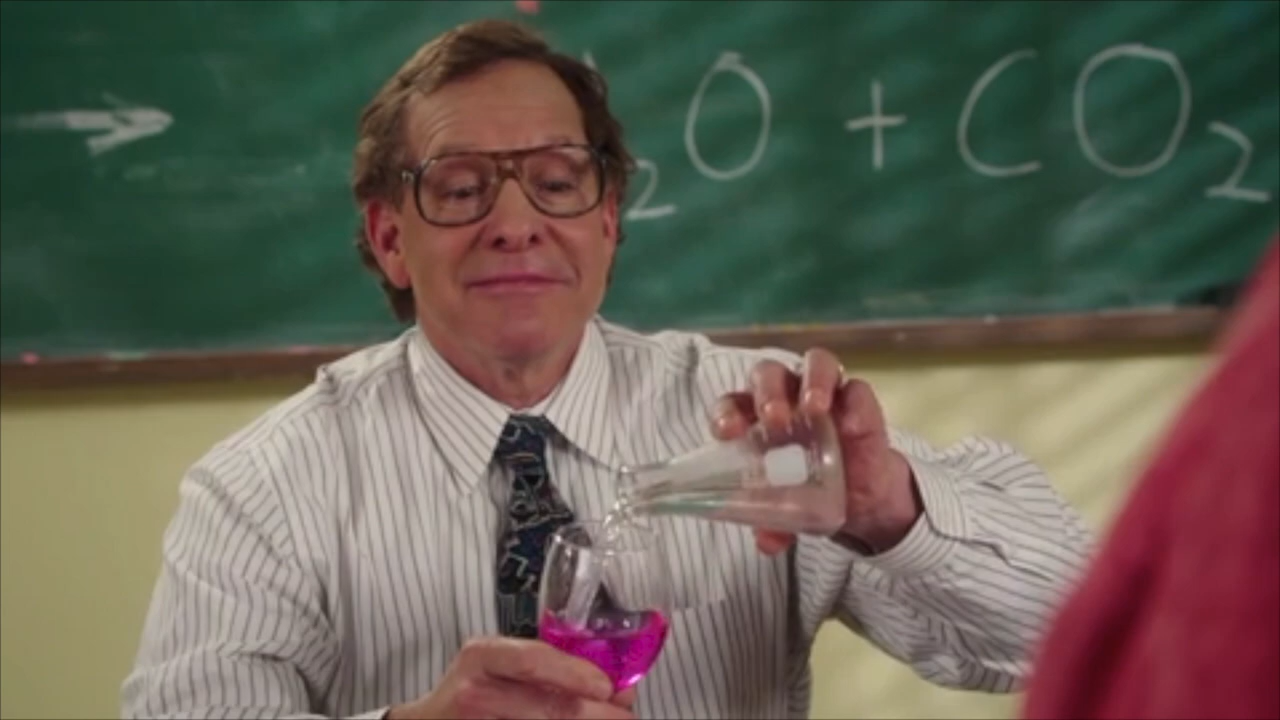 → ₂O + CO₂